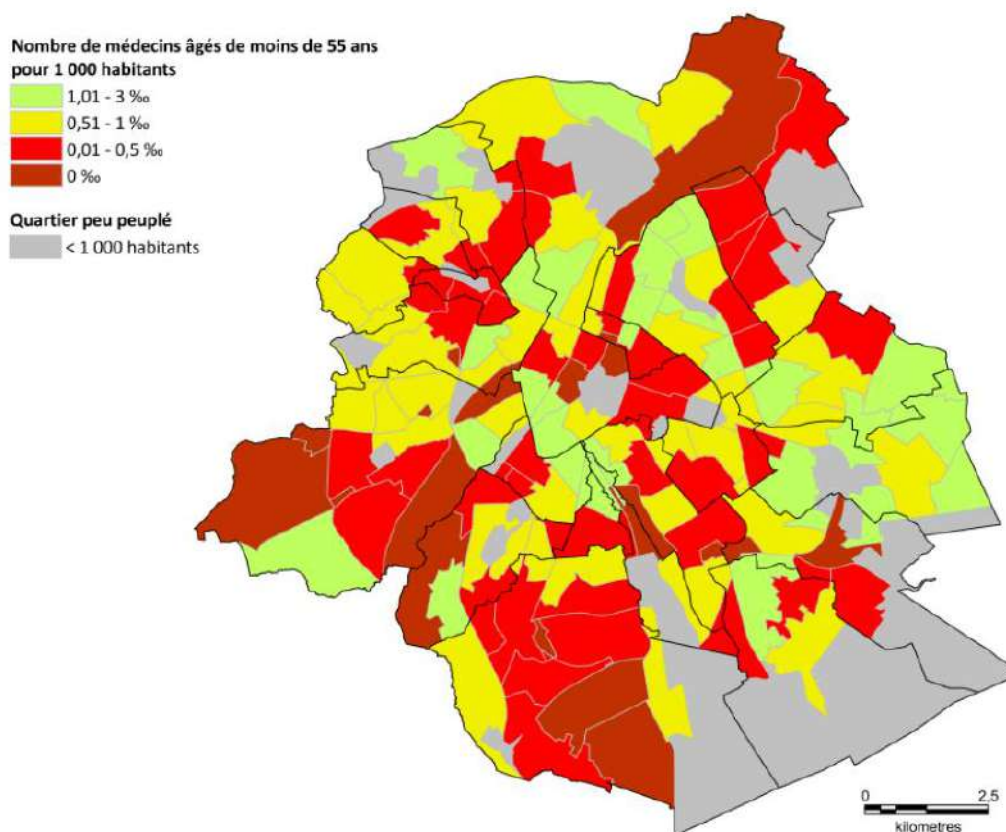 Nombre de médecins âgés de moins de 55 ans
pour 1 000 habitants
1,01 - 3 ‰
0,51 - 1 ‰
0,01 - 0,5 ‰
0 ‰
Quartier peu peuplé
< 1 000 habitants
0 2,5
kilometres